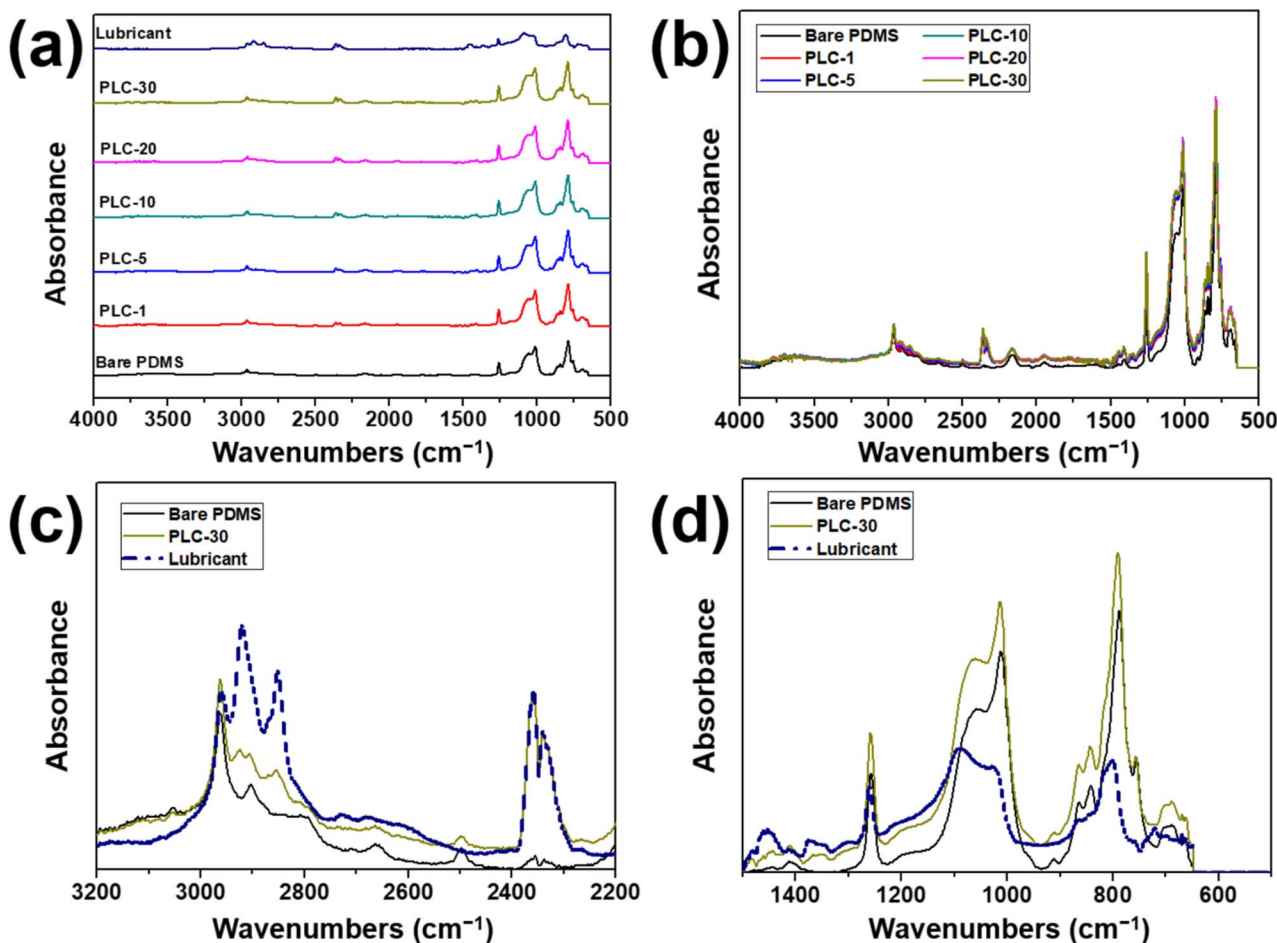 (a)
Absorbance
Lubricant
PLC-30
PLC-20
PLC-10
PLC-5
PLC-1
Bare PDMS
4000 3500 3000 2500 2000 1500 1000 500
Wavenumbers (cm⁻¹)
(b)
Absorbance
Bare PDMS PLC-10
PLC-1 PLC-20
PLC-5 PLC-30
4000 3500 3000 2500 2000 1500 1000 500
Wavenumbers (cm⁻¹)
(c)
Absorbance
Bare PDMS
PLC-30
Lubricant
3200 3000 2800 2600 2400 2200
Wavenumbers (cm⁻¹)
(d)
Absorbance
Bare PDMS
PLC-30
Lubricant
1400 1200 1000 800 600
Wavenumbers (cm⁻¹)